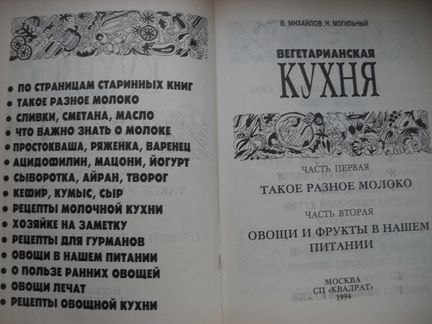 • ПО СТРАНИЦАМ СТАРИННЫХ КНИГ
• ТАКОЕ РАЗНОЕ МОЛОКО
• СЛИВКИ, СМЕТАНА, МАСЛО
• ЧТО ВАЖНО ЗНАТЬ О МОЛОКЕ
• ПРОСТОКВАША, РЯЖЕНКА, ВАРЕНЕЦ
• АЦИДОФИЛИН, МАЦОНИ, ЙОГУРТ
• СЫВОРОТКА, АЙРАН, ТВОРОГ
• КЕФИР, КУМЫС, СЫР
• РЕЦЕПТЫ МОЛОЧНОЙ КУХНИ
• ХОЗЯЙКЕ НА ЗАМЕТКУ
• РЕЦЕПТЫ ДЛЯ ГУРМАНОВ
• ОВОЩИ В НАШЕМ ПИТАНИИ
• О ПОЛЬЗЕ РАННИХ ОВОЩЕЙ
• ОВОЩИ ЛЕЧАТ
• РЕЦЕПТЫ ОВОЩНОЙ КУХНИ
В. МИХАЙЛОВ, Н. МОГИЛЬНЫЙ
ВЕГЕТАРИАНСКАЯ
КУХНЯ
ЧАСТЬ ПЕРВАЯ
ТАКОЕ РАЗНОЕ МОЛОКО
ЧАСТЬ ВТОРАЯ
ОВОЩИ И ФРУКТЫ В НАШЕМ
ПИТАНИИ
МОСКВА
СП «КВАДРАТ»
1994